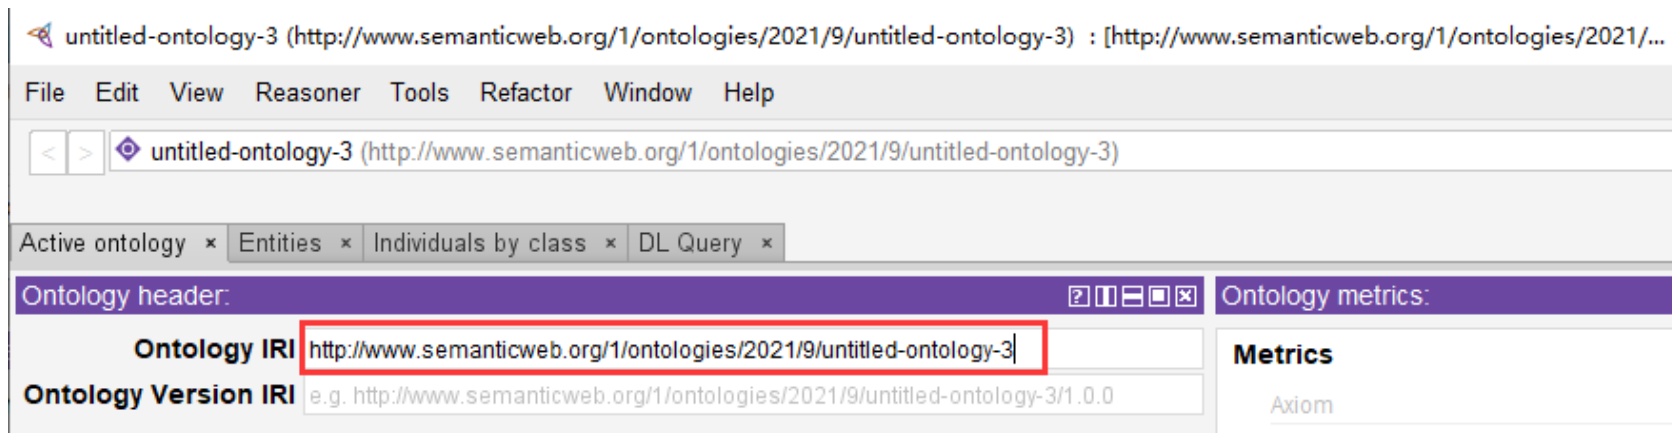 untitled-ontology-3 (http://www.semanticweb.org/1/ontologies/2021/9/untitled-ontology-3) : [http://www.semanticweb.org/1/ontologies/2021/...
File Edit View Reasoner Tools Refactor Window Help
< > untitled-ontology-3 (http://www.semanticweb.org/1/ontologies/2021/9/untitled-ontology-3)
Active ontology × Entities × Individuals by class × DL Query ×
Ontology header: Ontology metrics:
Ontology IRI http://www.semanticweb.org/1/ontologies/2021/9/untitled-ontology-3 Metrics
Ontology Version IRI e.g. http://www.semanticweb.org/1/ontologies/2021/9/untitled-ontology-3/1.0.0 Axiom